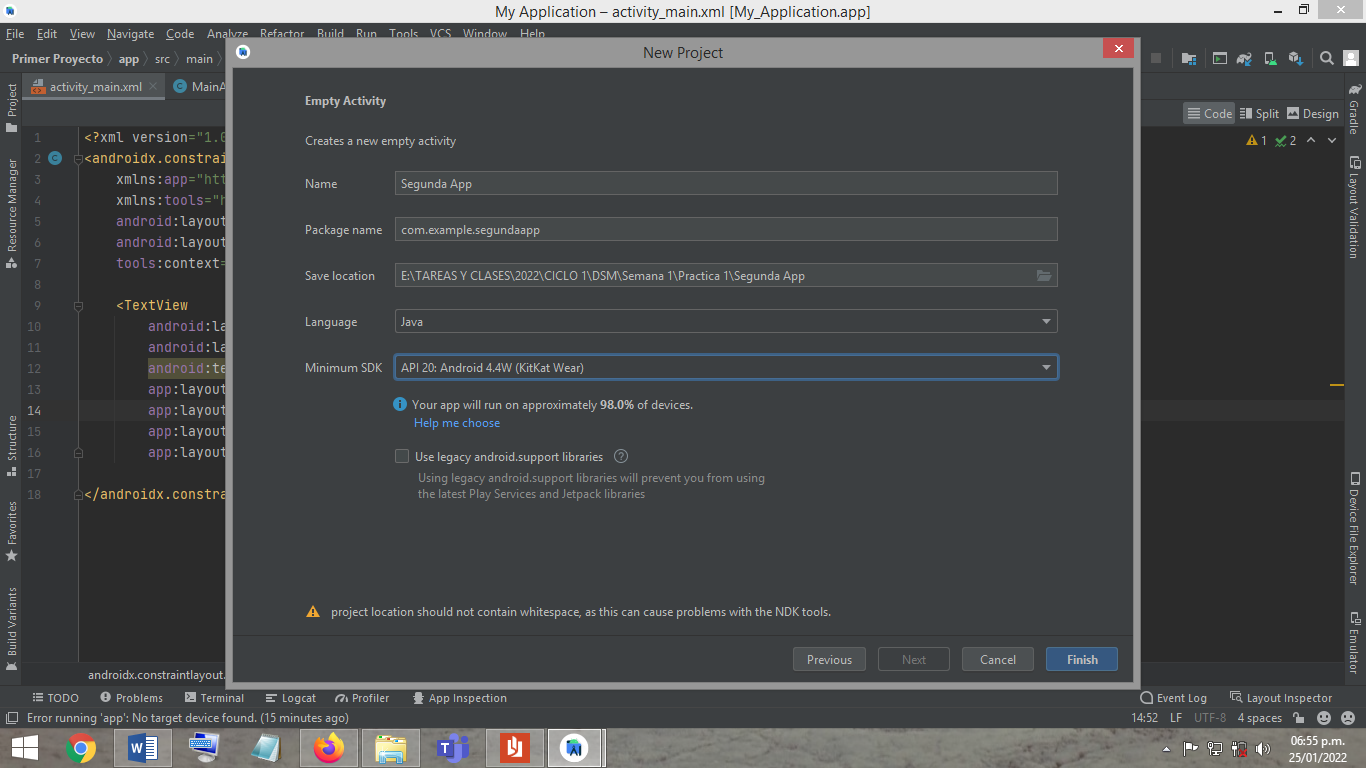 My Application – activity_main.xml [My_Application.app]
File Edit View Navigate Code Analyze Refactor Build Run Tools VCS Window Help
Primer Proyecto app src main
activity_main.xml
MainA
New Project
Empty Activity
Creates a new empty activity
Name Segunda App
Package name com.example.segundaapp
Save location E:\TAREAS Y CLASES\2022\CICLO 1\DSM\Semana 1\Practica 1\Segunda App
Language Java
Minimum SDK API 20: Android 4.4W (KitKat Wear)
Your app will run on approximately 98.0% of devices.
Help me choose
Use legacy android.support libraries ?
Using legacy android.support libraries will prevent you from using
the latest Play Services and Jetpack libraries
project location should not contain whitespace, as this can cause problems with the NDK tools.
Previous Next Cancel Finish
Code Split Design
1 2
1 <?xml version="1.0
2 <androidx.constrai
3 xmlns:app="htt
4 xmlns:tools="h
5 android:layout
6 android:layout
7 tools:context=
8
9 <TextView
10 android:la
11 android:la
12 android:te
13 app:layout
14 app:layout
15 app:layout
16 app:layout
17
18 </androidx.constra
androidx.constraintlayout.
Project
Resource Manager
Structure
Favorites
Build Variants
Gradle
Layout Validation
Device File Explorer
Emulator
TODO Problems Terminal Logcat Profiler App Inspection Event Log Layout Inspector
Error running 'app': No target device found. (15 minutes ago) 14:52 LF UTF-8 4 spaces
06:55 p.m.
25/01/2022